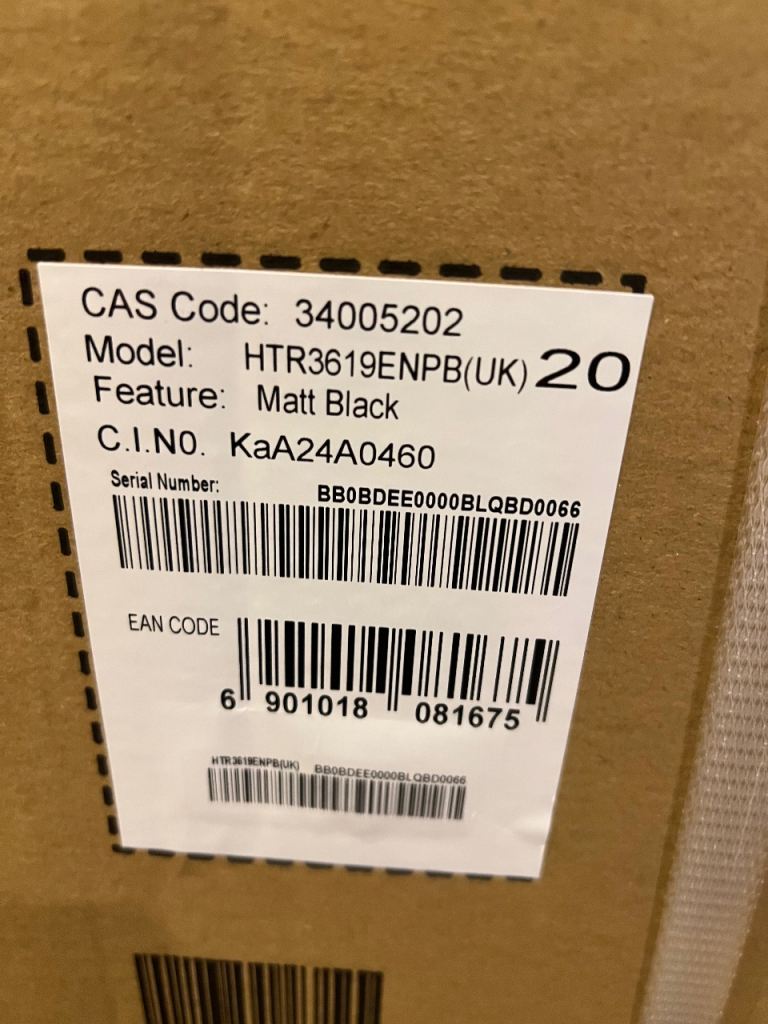 CAS Code: 34005202
Model: HTR3619ENPB(UK) 20
Feature: Matt Black
C.I.N0. KaA24A0460
Serial Number: BB0BDEE0000BLQBD0066
EAN CODE
6 901018 081675
HTR3619ENPB(UK) BB0BDEE0000BLQBD0066